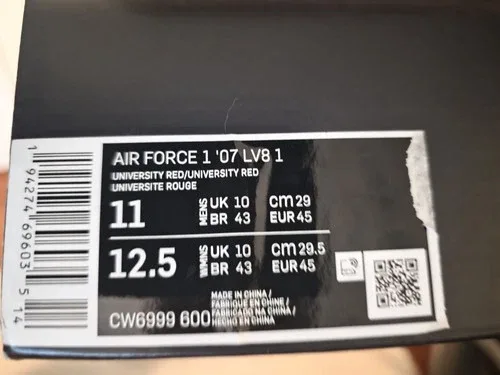 AIR FORCE 1 '07 LV8 1
UNIVERSITY RED/UNIVERSITY RED
UNIVERSITE ROUGE
11 MENS UK 10 CM 29
BR 43 EUR 45
12.5 WMNS UK 10 CM 29.5
BR 43 EUR 45
MADE IN CHINA /
FABRIQUE EN CHINE /
FABRICADO NA CHINA /
CW6999 600 HECHO EN CHINA
1 94274 69603 5 14